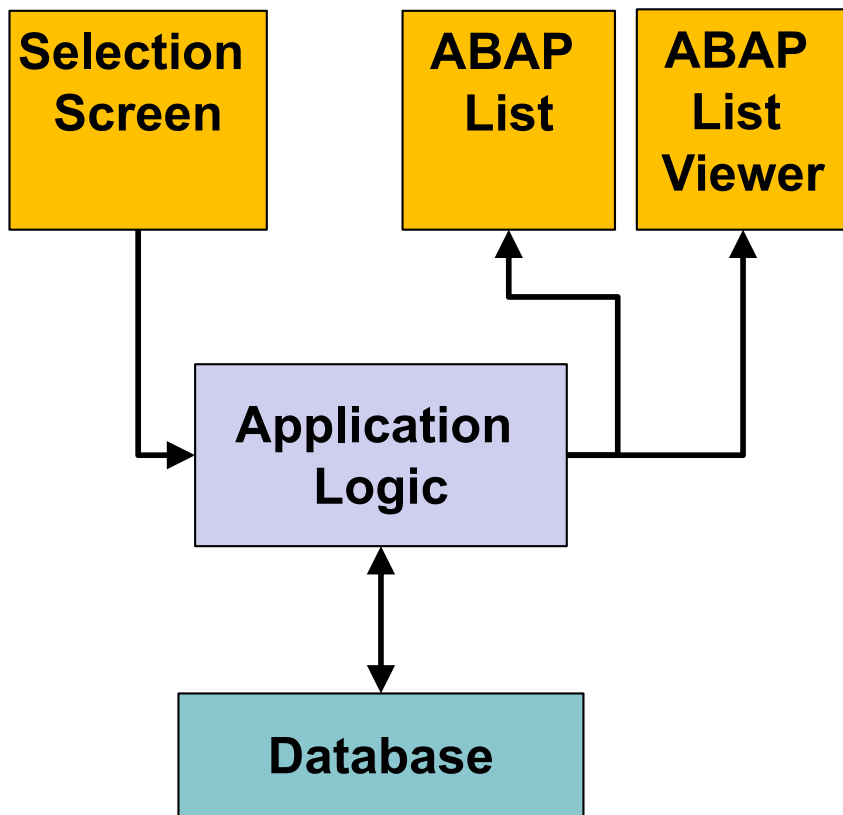 Selection
Screen
ABAP
List
ABAP
List
Viewer
Application
Logic
Database